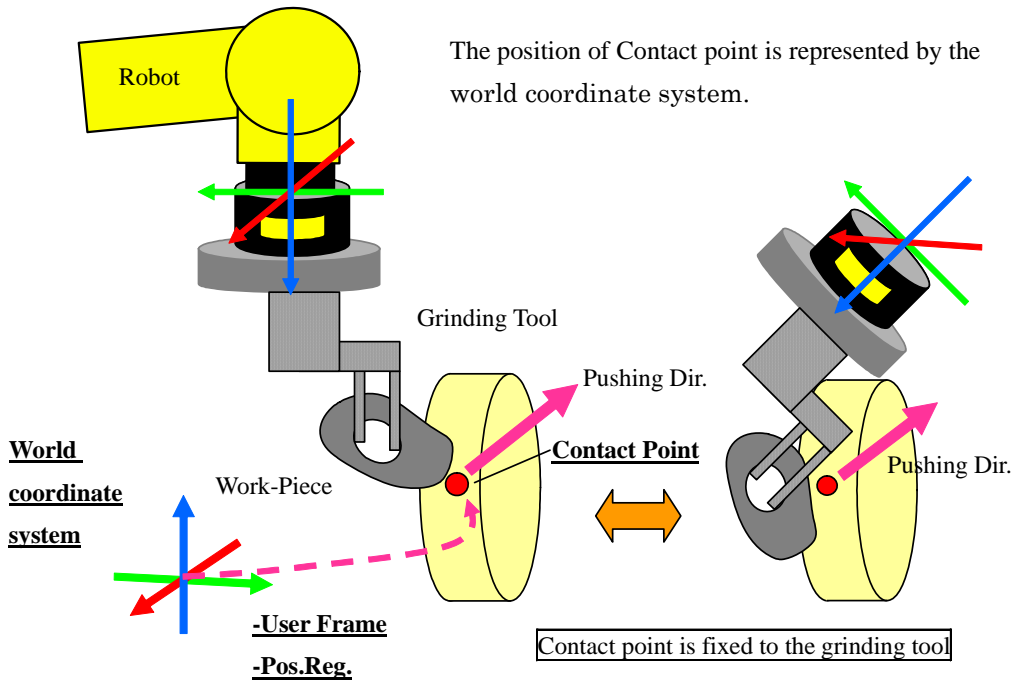 The position of Contact point is represented by the
world coordinate system.
Robot
Grinding Tool
Pushing Dir.
Contact Point
Pushing Dir.
World
coordinate
system
Work-Piece
-User Frame
-Pos.Reg.
Contact point is fixed to the grinding tool